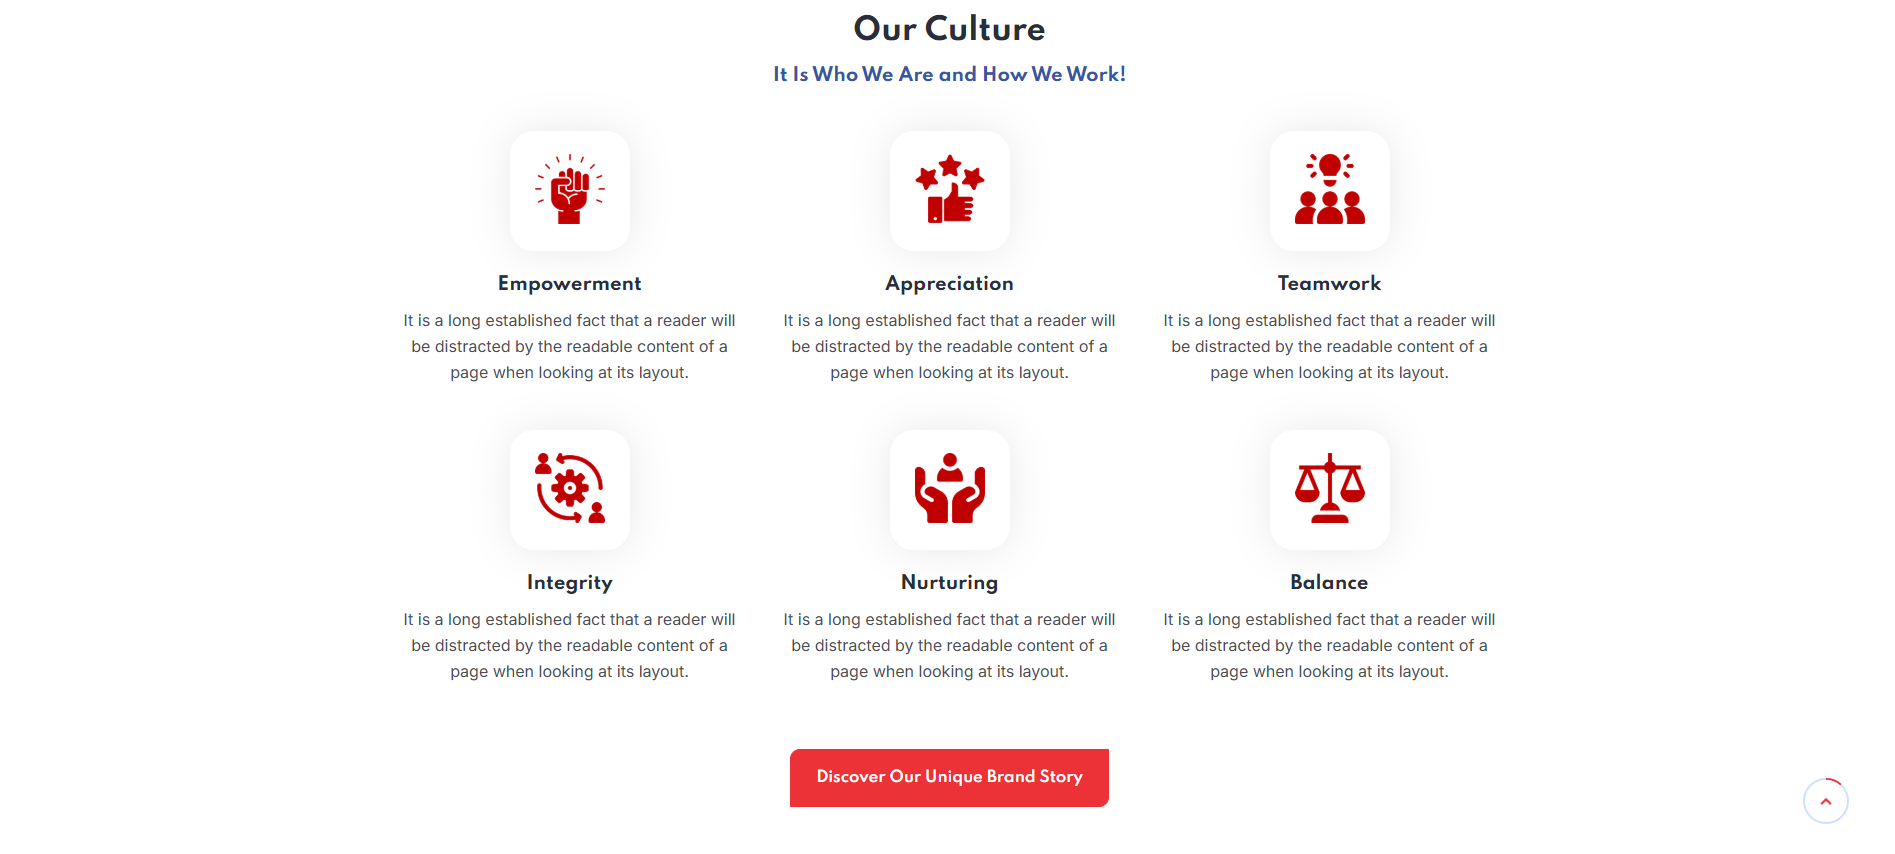 Our Culture
It Is Who We Are and How We Work!
Empowerment
It is a long established fact that a reader will
be distracted by the readable content of a
page when looking at its layout.
Appreciation
It is a long established fact that a reader will
be distracted by the readable content of a
page when looking at its layout.
Teamwork
It is a long established fact that a reader will
be distracted by the readable content of a
page when looking at its layout.
Integrity
It is a long established fact that a reader will
be distracted by the readable content of a
page when looking at its layout.
Nurturing
It is a long established fact that a reader will
be distracted by the readable content of a
page when looking at its layout.
Balance
It is a long established fact that a reader will
be distracted by the readable content of a
page when looking at its layout.
Discover Our Unique Brand Story